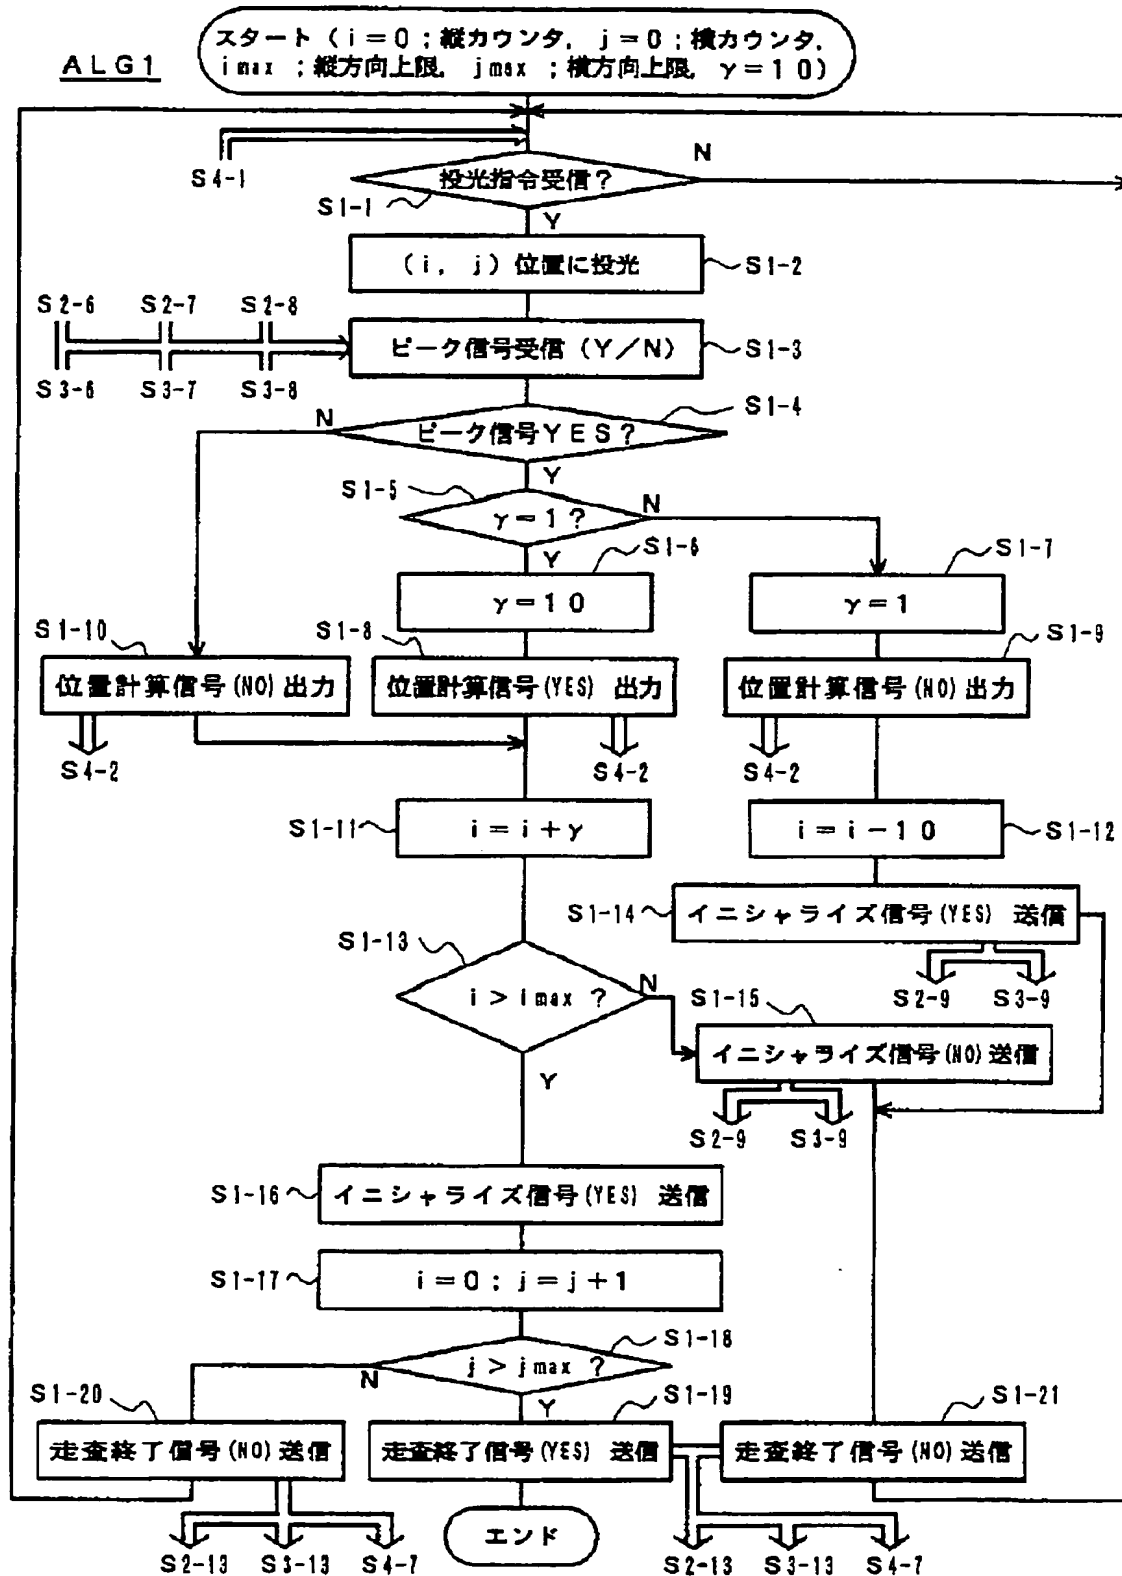 ALG1
スタート（i＝0；縦カウンタ，j＝0；横カウンタ，
imax；縦方向上限，jmax；横方向上限，γ＝10）
S4-1
投光指令受信？
N
S1-1
Y
（i，j）位置に投光
S1-2
S2-6 S2-7 S2-8
ピーク信号受信（Y／N）
S1-3
S3-6 S3-7 S3-8
S1-4
N
ピーク信号YES？
Y
S1-5
γ＝1？
N
Y
S1-6
S1-7
γ＝10
γ＝1
S1-10
S1-8
S1-9
位置計算信号(NO)出力
位置計算信号(YES) 出力
位置計算信号(NO)出力
S4-2
S4-2
S4-2
S1-11
i＝i＋γ
i＝i－10
S1-12
S1-14
イニシャライズ信号(YES) 送信
S1-13
S2-9 S3-9
i＞imax ？
N
S1-15
イニシャライズ信号(NO)送信
Y
S2-9 S3-9
S1-16
イニシャライズ信号(YES) 送信
S1-17
i＝0；j＝j＋1
S1-18
j＞jmax ？
N
Y
S1-20
S1-19
S1-21
走査終了信号(NO)送信
走査終了信号(YES) 送信
走査終了信号(NO)送信
エンド
S2-13 S3-13 S4-7
S2-13 S3-13 S4-7